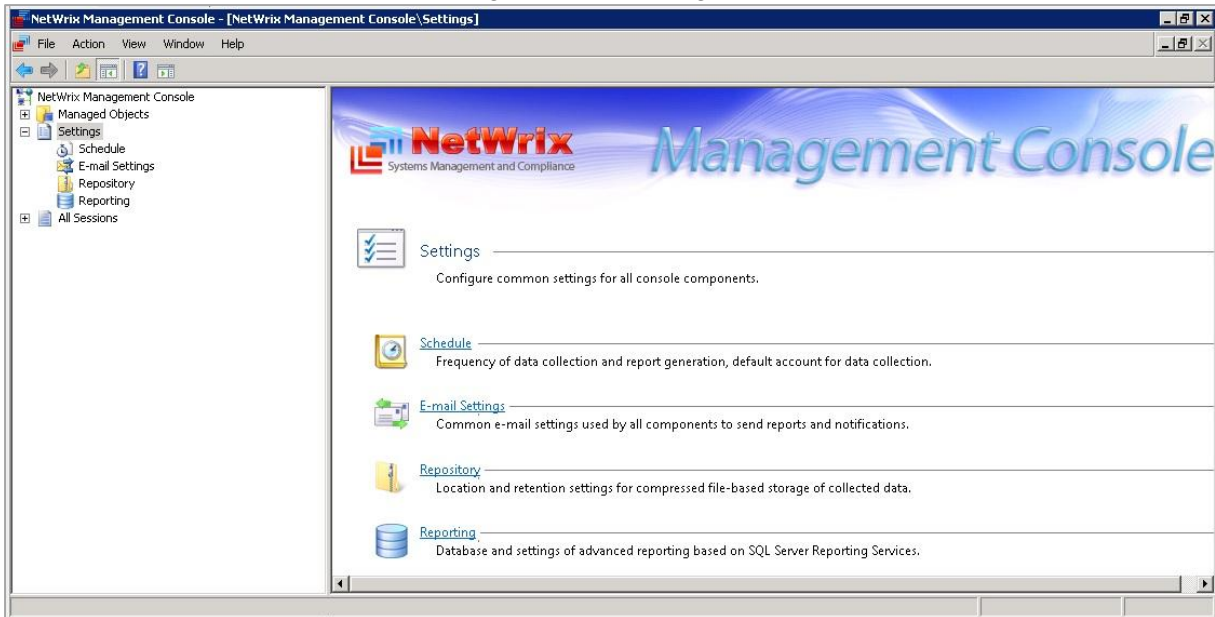 NetWrix Management Console - [NetWrix Management Console\Settings]
File Action View Window Help
NetWrix Management Console
Managed Objects
Settings
Schedule
E-mail Settings
Repository
Reporting
All Sessions
NetWrix
Systems Management and Compliance
Management Console
Settings
Configure common settings for all console components.
Schedule
Frequency of data collection and report generation, default account for data collection.
E-mail Settings
Common e-mail settings used by all components to send reports and notifications.
Repository
Location and retention settings for compressed file-based storage of collected data.
Reporting
Database and settings of advanced reporting based on SQL Server Reporting Services.